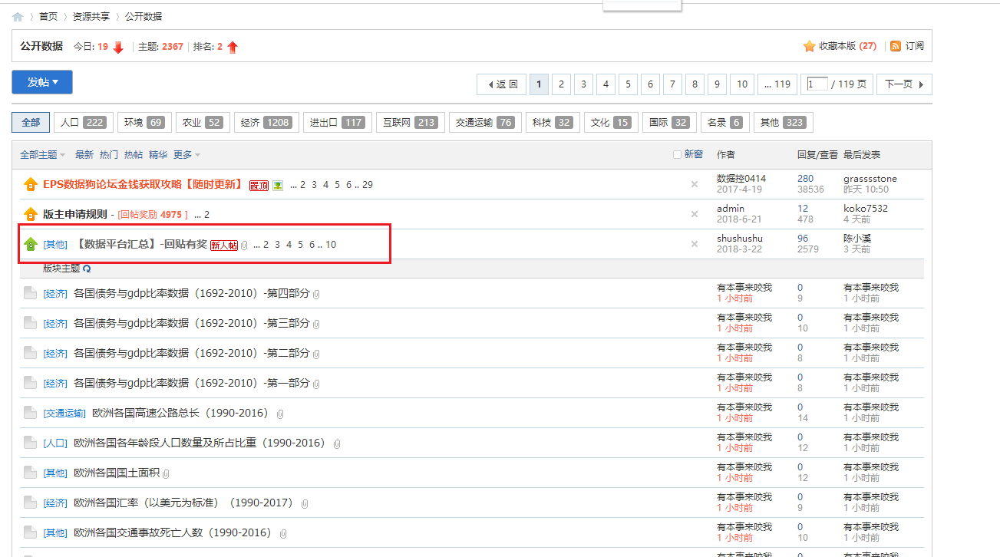 首页 资源共享 公开数据
公开数据 今日: 19 | 主题: 2367 | 排名: 2 收藏本版 (27) | 订阅
发帖 返 回 1 2 3 4 5 6 7 8 9 10 ... 119 1 / 119 页 下一页
全部 人口 222 环境 69 农业 52 经济 1208 进出口 117 互联网 213 交通运输 76 科技 32 文化 15 国际 32 名录 6 其他 323
全部主题 最新 热门 热帖 精华 更多 新窗 作者 回复/查看 最后发表
EPS数据狗论坛金钱获取攻略【随时更新】 置顶 ... 2 3 4 5 6 .. 29 数据控0414 280 grasssstone
2017-4-19 38536 昨天 10:50
版主申请规则 - [回帖奖励 4975 ] ... 2 admin 12 koko7532
2018-6-21 478 4 天前
[其他] 【数据平台汇总】-回贴有奖 新人帖 ... 2 3 4 5 6 .. 10 shushushu 96 陈小溪
2018-3-22 2579 3 天前
版块主题
[经济] 各国债务与gdp比率数据（1692-2010）-第四部分 有本事来咬我 0 有本事来咬我
1 小时前 9 1 小时前
[经济] 各国债务与gdp比率数据（1692-2010）-第三部分 有本事来咬我 0 有本事来咬我
1 小时前 10 1 小时前
[经济] 各国债务与gdp比率数据（1692-2010）-第二部分 有本事来咬我 0 有本事来咬我
1 小时前 8 1 小时前
[经济] 各国债务与gdp比率数据（1692-2010）-第一部分 有本事来咬我 0 有本事来咬我
1 小时前 8 1 小时前
[交通运输] 欧洲各国高速公路总长（1990-2016） 有本事来咬我 0 有本事来咬我
1 小时前 14 1 小时前
[人口] 欧洲各国各年龄段人口数量及所占比重（1990-2016） 有本事来咬我 0 有本事来咬我
1 小时前 12 1 小时前
[其他] 欧洲各国国土面积 有本事来咬我 0 有本事来咬我
1 小时前 12 1 小时前
[经济] 欧洲各国汇率（以美元为标准）（1990-2017） 有本事来咬我 0 有本事来咬我
1 小时前 9 1 小时前
[其他] 欧洲各国交通事故死亡人数（1990-2016） 有本事来咬我 0 有本事来咬我
1 小时前 10 1 小时前